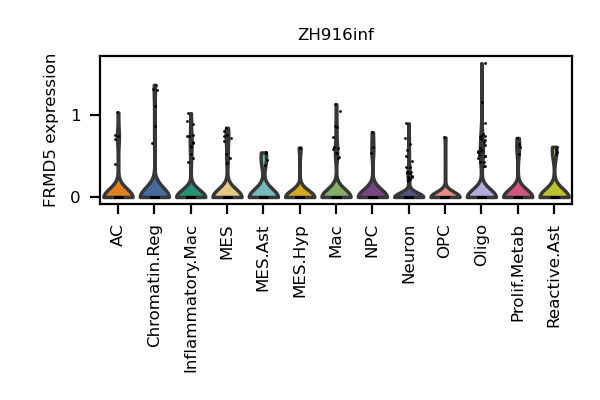 ZH916inf
FRMD5 expression
1
0
AC
Chromatin.Reg
Inflammatory.Mac
MES
MES.Ast
MES.Hyp
Mac
NPC
Neuron
OPC
Oligo
Prolif.Metab
Reactive.Ast